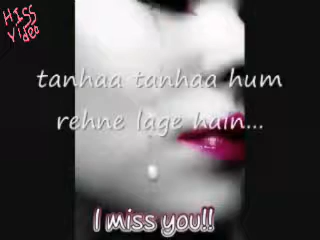 HISS
Video
tanhaa tanhaa hum
rehne lage hain...
I miss you!!